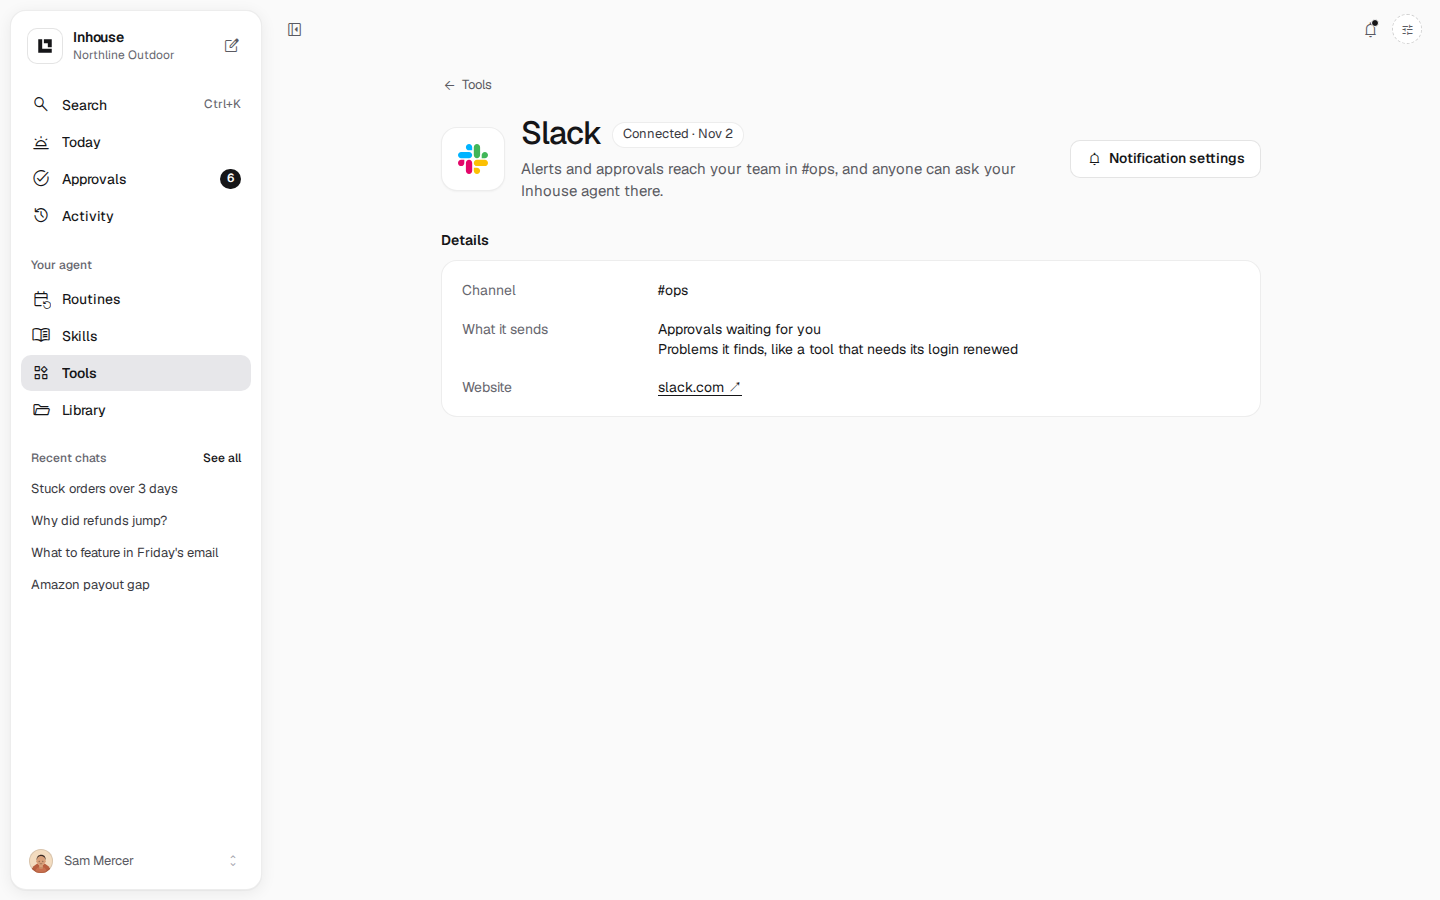 Inhouse
Northline Outdoor
Search
Ctrl+K
Today
Approvals
6
Activity
Your agent
Routines
Skills
Tools
Library
Recent chats
See all
Stuck orders over 3 days
Why did refunds jump?
What to feature in Friday's email
Amazon payout gap
Sam Mercer
Tools
Slack
Connected · Nov 2
Alerts and approvals reach your team in #ops, and anyone can ask your
Inhouse agent there.
Notification settings
Details
Channel
#ops
What it sends
Approvals waiting for you
Problems it finds, like a tool that needs its login renewed
Website
slack.com ↗